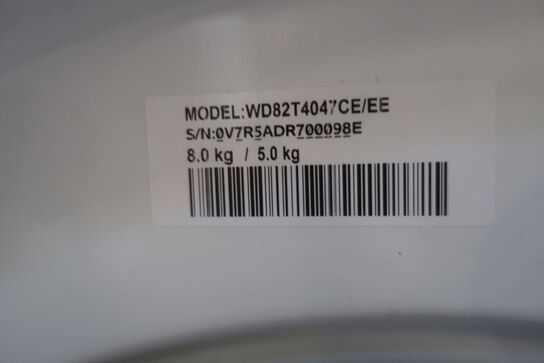 MODEL:WD82T4047CE/EE
S/N:0V7R5ADR700098E
8.0 kg / 5.0 kg